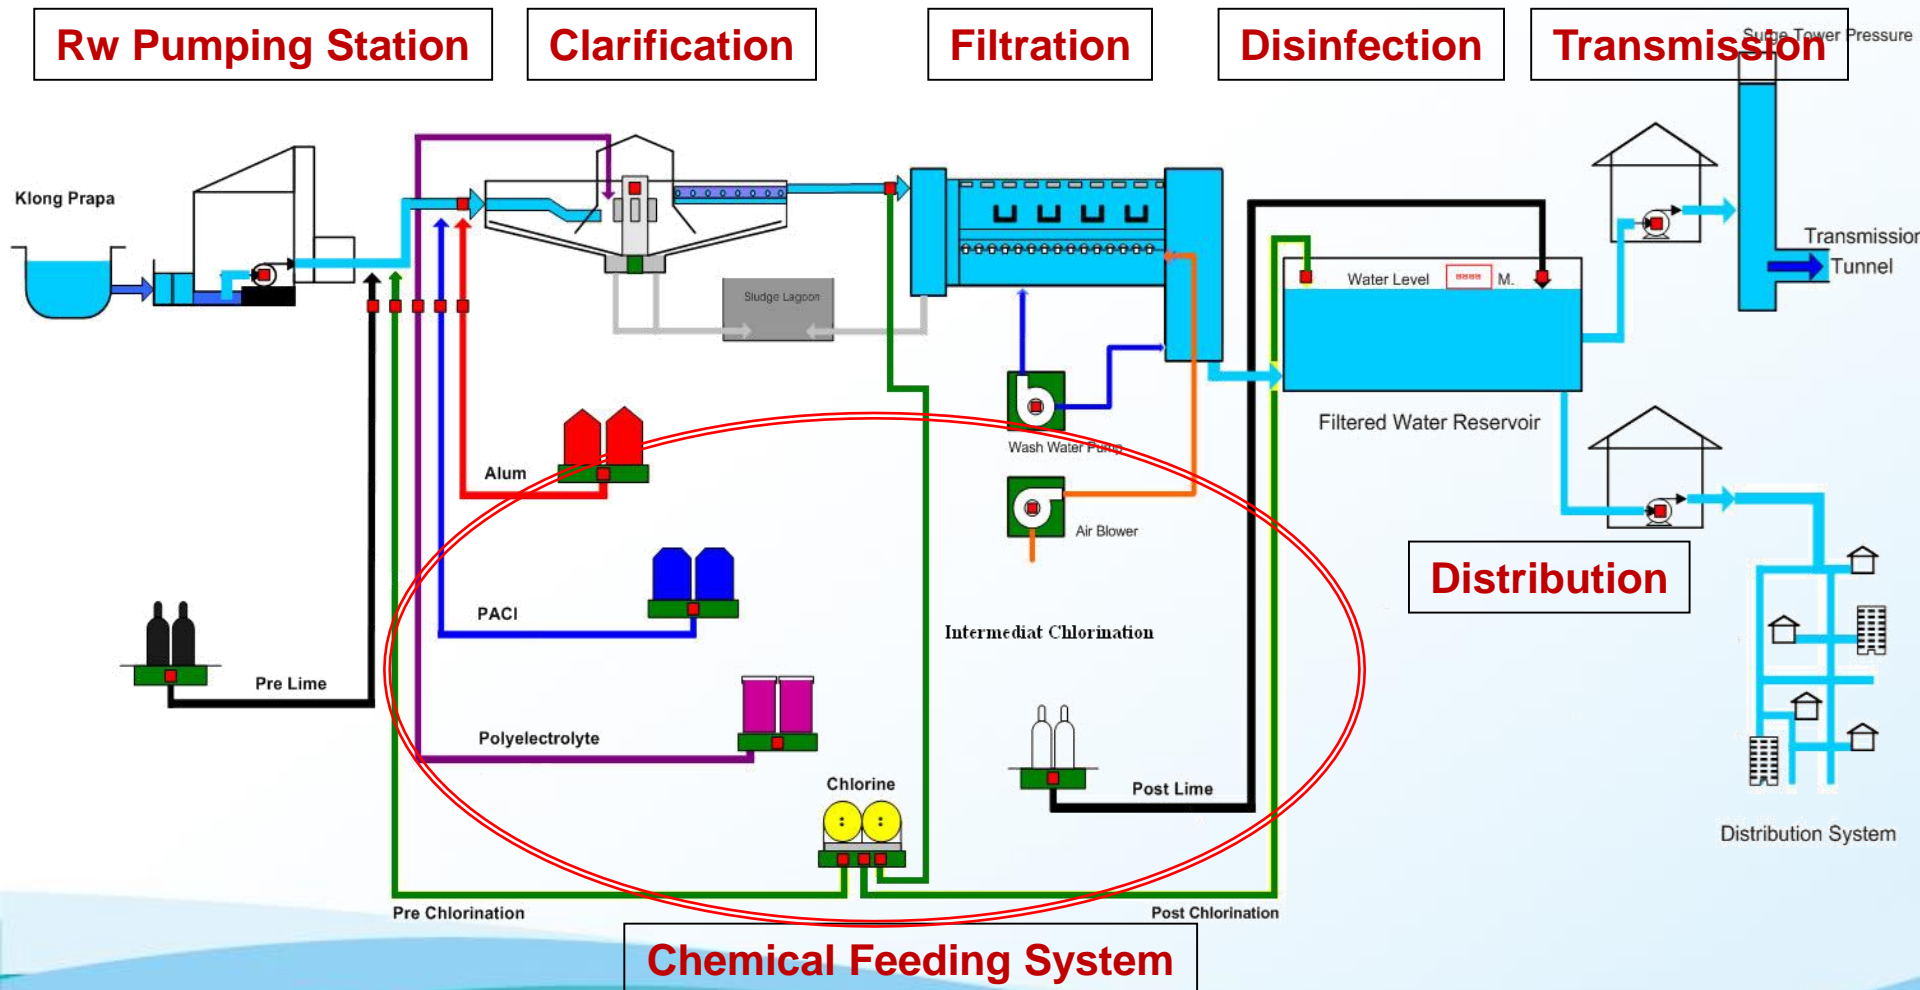 Rw Pumping Station
Clarification
Filtration
Disinfection
Transmission
Surge Tower Pressure
Klong Prapa
Transmission
Tunnel
Water Level
M.
Sludge Lagoon
Filtered Water Reservoir
Wash Water Pump
Alum
Air Blower
Distribution
PACl
Intermediat Chlorination
Pre Lime
Polyelectrolyte
Chlorine
Post Lime
Distribution System
Pre Chlorination
Post Chlorination
Chemical Feeding System